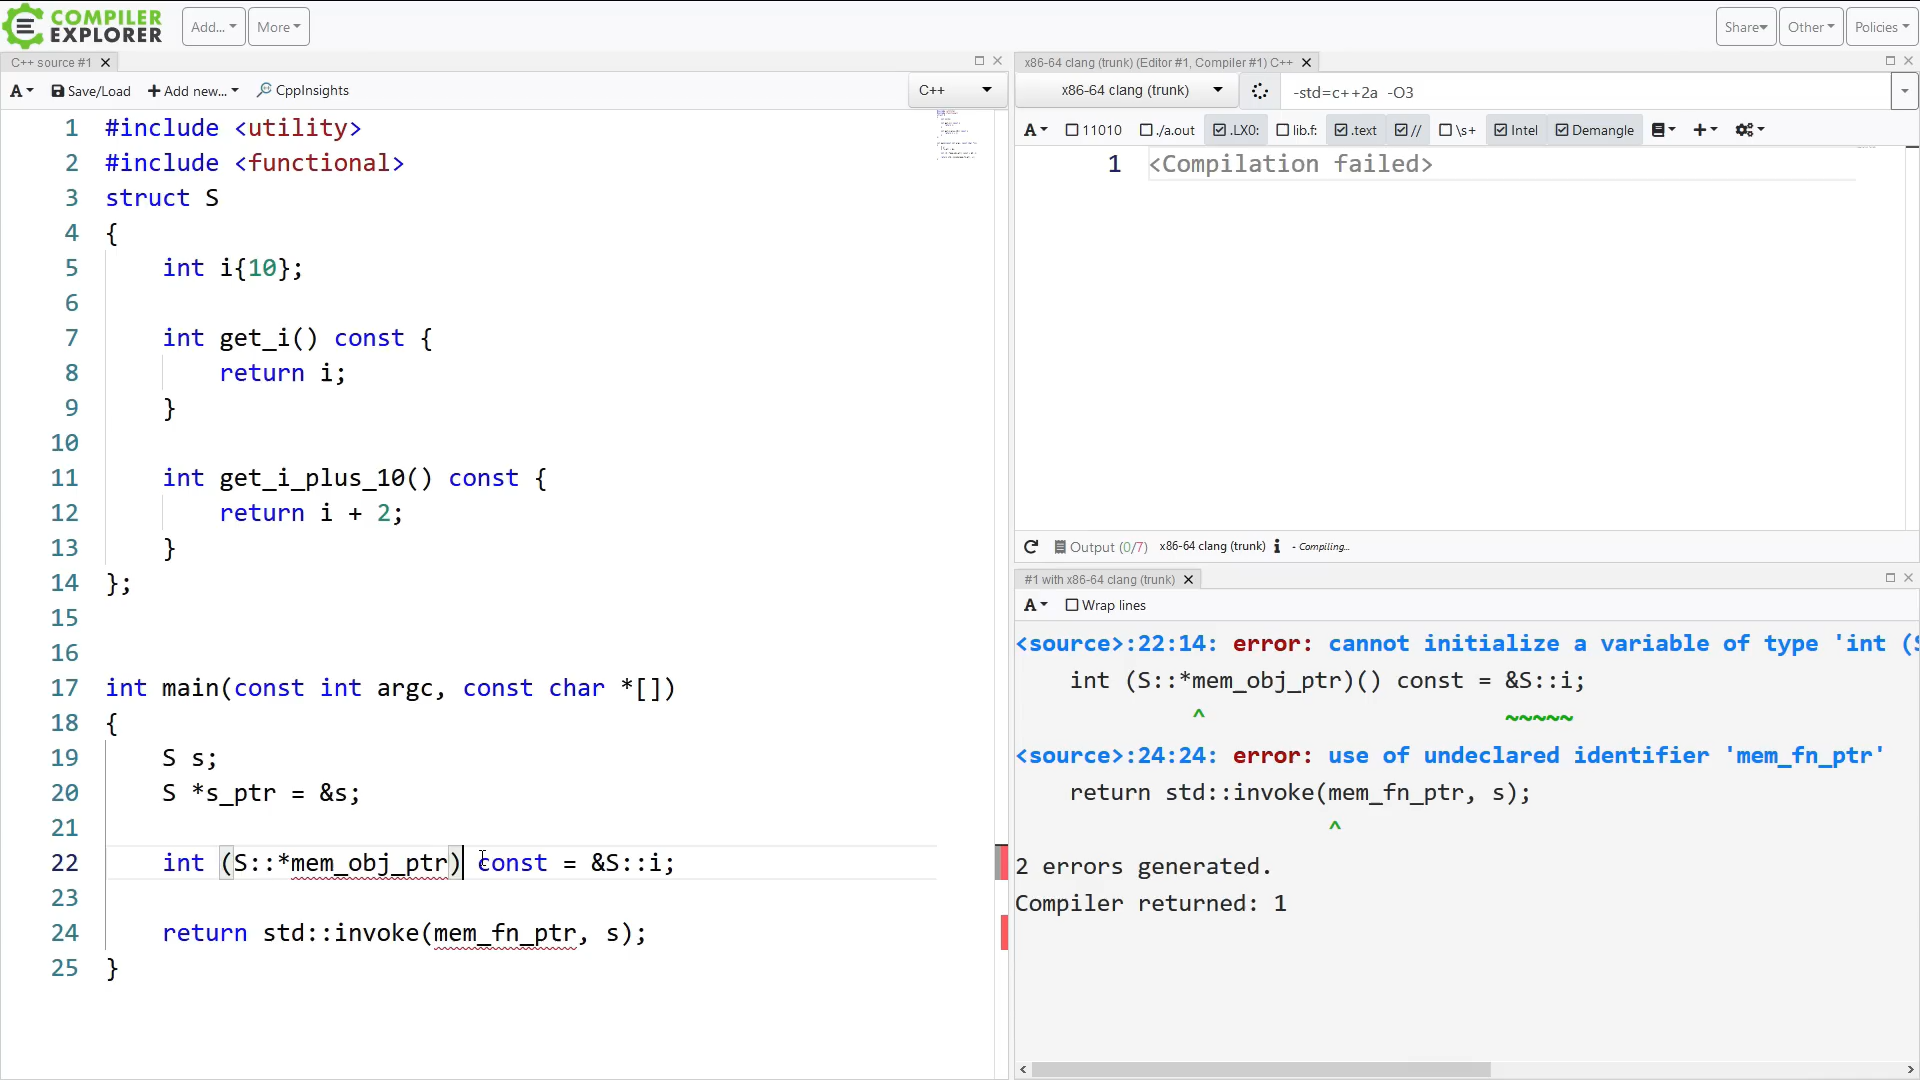 COMPILER
EXPLORER
Add...
More
Share
Other
Policies
C++ source #1
A
Save/Load
Add new...
CppInsights
C++
1 #include <utility>
2 #include <functional>
3 struct S
4 {
5 int i{10};
6
7 int get_i() const {
8 return i;
9 }
10
11 int get_i_plus_10() const {
12 return i + 2;
13 }
14 };
15
16
17 int main(const int argc, const char *[])
18 {
19 S s;
20 S *s_ptr = &s;
21
22 int (S::*mem_obj_ptr) const = &S::i;
23
24 return std::invoke(mem_fn_ptr, s);
25 }
x86-64 clang (trunk) (Editor #1, Compiler #1) C++
x86-64 clang (trunk)
-std=c++2a -O3
A
11010
./a.out
.LX0:
lib.f:
.text
//
\s+
Intel
Demangle
1 <Compilation failed>
Output (0/7)
x86-64 clang (trunk)
- Compiling...
#1 with x86-64 clang (trunk)
A
Wrap lines
<source>:22:14: error: cannot initialize a variable of type 'int (S
int (S::*mem_obj_ptr)() const = &S::i;
^ ~~~~~
<source>:24:24: error: use of undeclared identifier 'mem_fn_ptr'
return std::invoke(mem_fn_ptr, s);
^
2 errors generated.
Compiler returned: 1